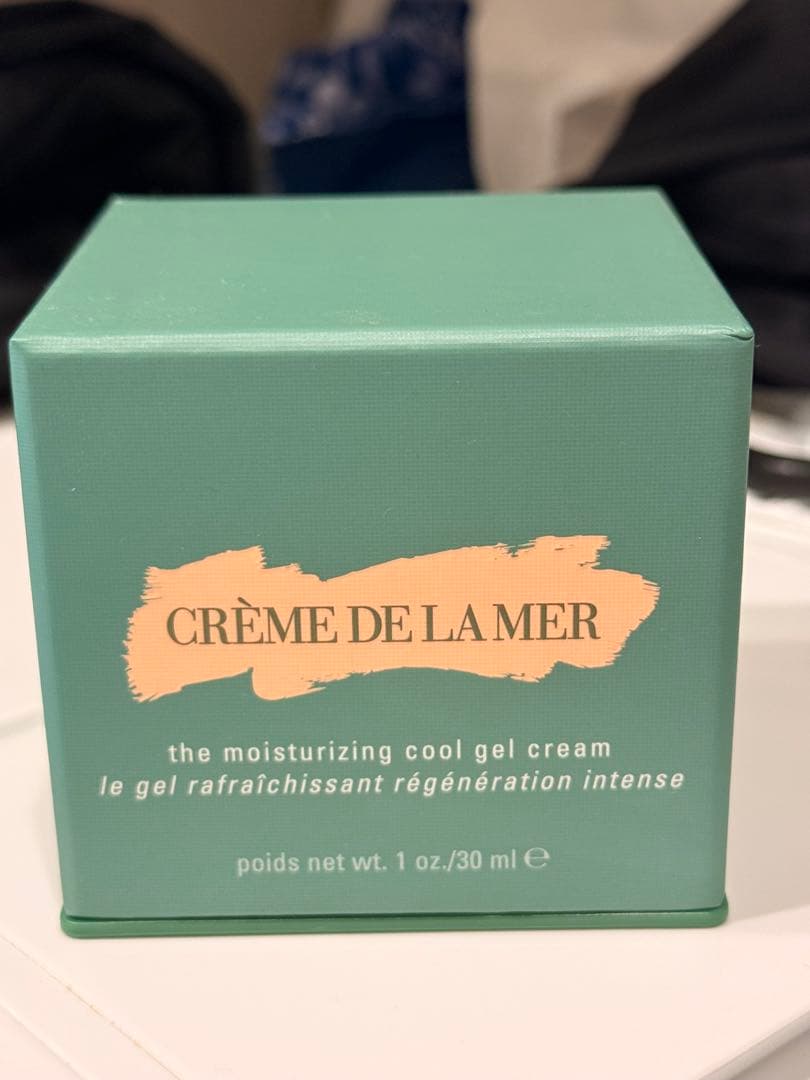 CRÈME DE LA MER
the moisturizing cool gel cream
le gel rafraîchissant régénération intense
poids net wt. 1 oz./30 ml ℮